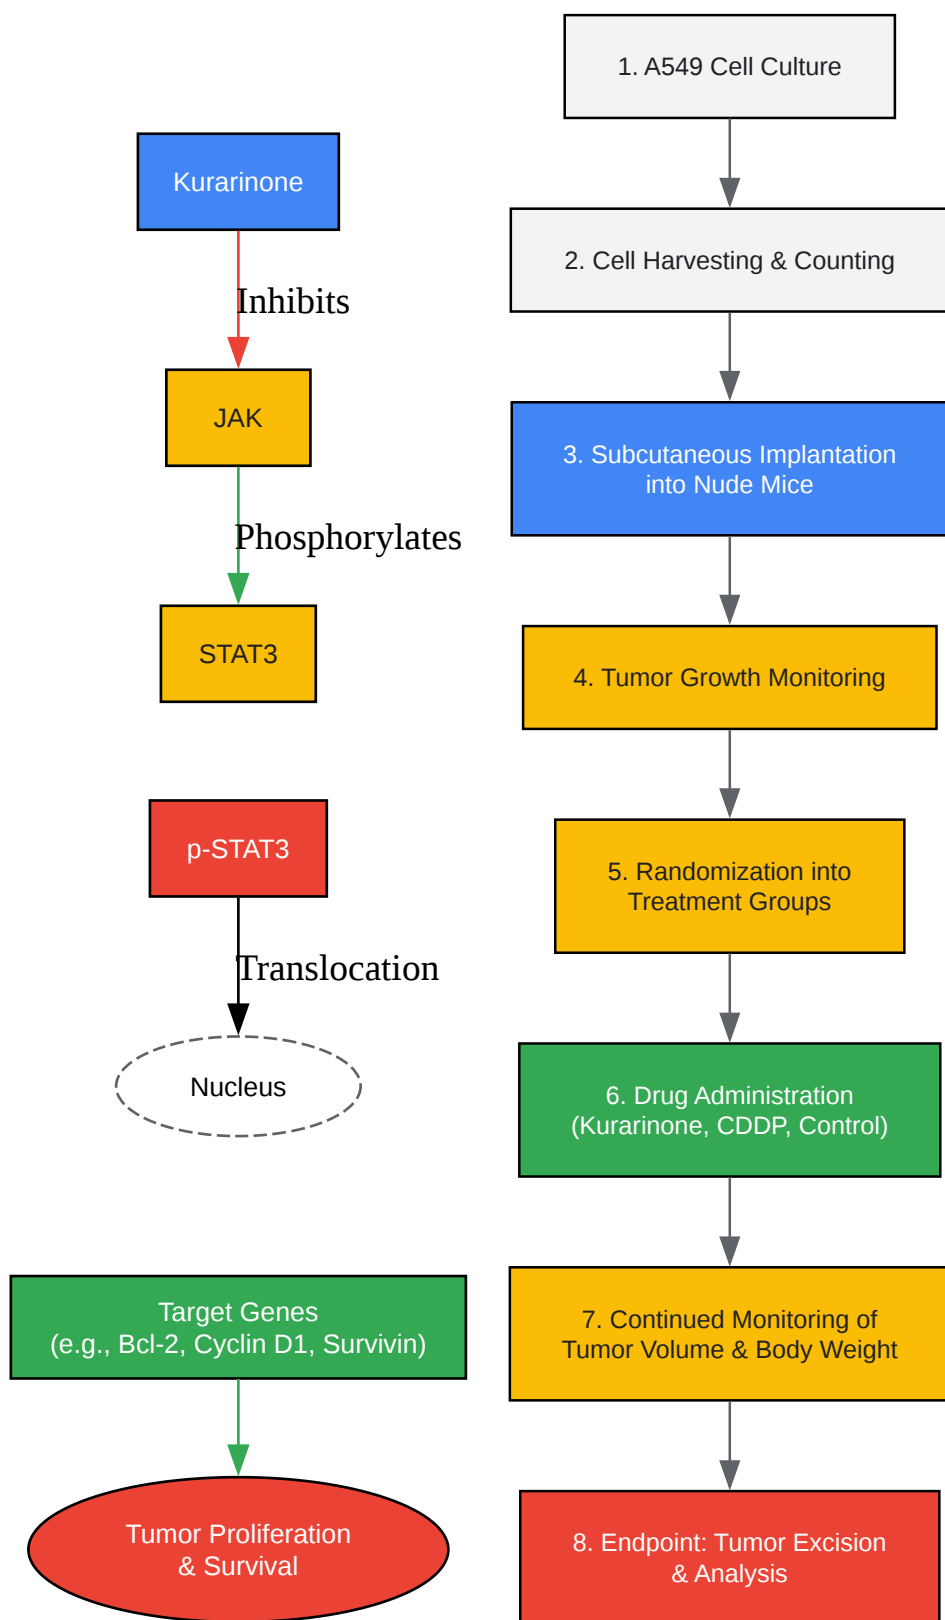 Kurarinone
Inhibits
JAK
Phosphorylates
STAT3
p-STAT3
Translocation
Nucleus
Target Genes
(e.g., Bcl-2, Cyclin D1, Survivin)
Tumor Proliferation
& Survival
1. A549 Cell Culture
2. Cell Harvesting & Counting
3. Subcutaneous Implantation
into Nude Mice
4. Tumor Growth Monitoring
5. Randomization into
Treatment Groups
6. Drug Administration
(Kurarinone, CDDP, Control)
7. Continued Monitoring of
Tumor Volume & Body Weight
8. Endpoint: Tumor Excision
& Analysis